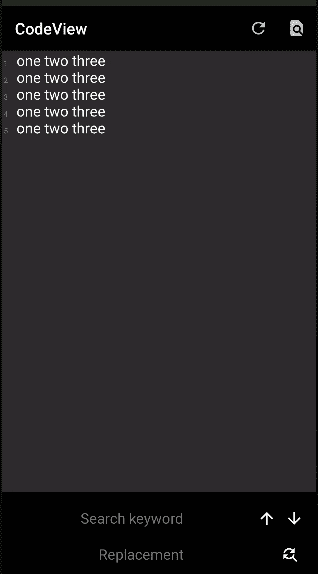 CodeView
1 one two three
2 one two three
3 one two three
4 one two three
5 one two three
Search keyword
Replacement